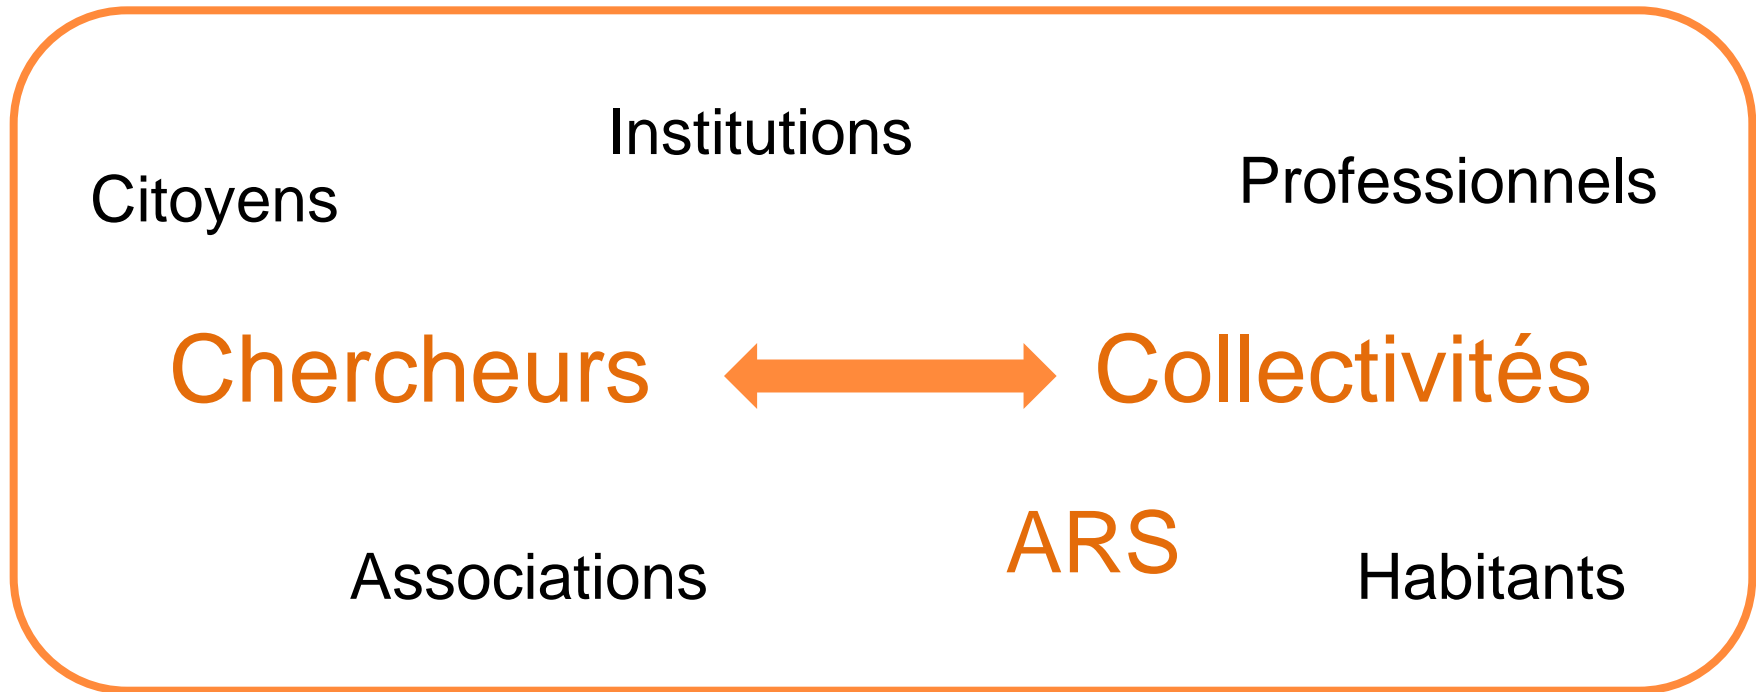 Institutions
Citoyens
Professionnels
Chercheurs
Collectivités
ARS
Associations
Habitants